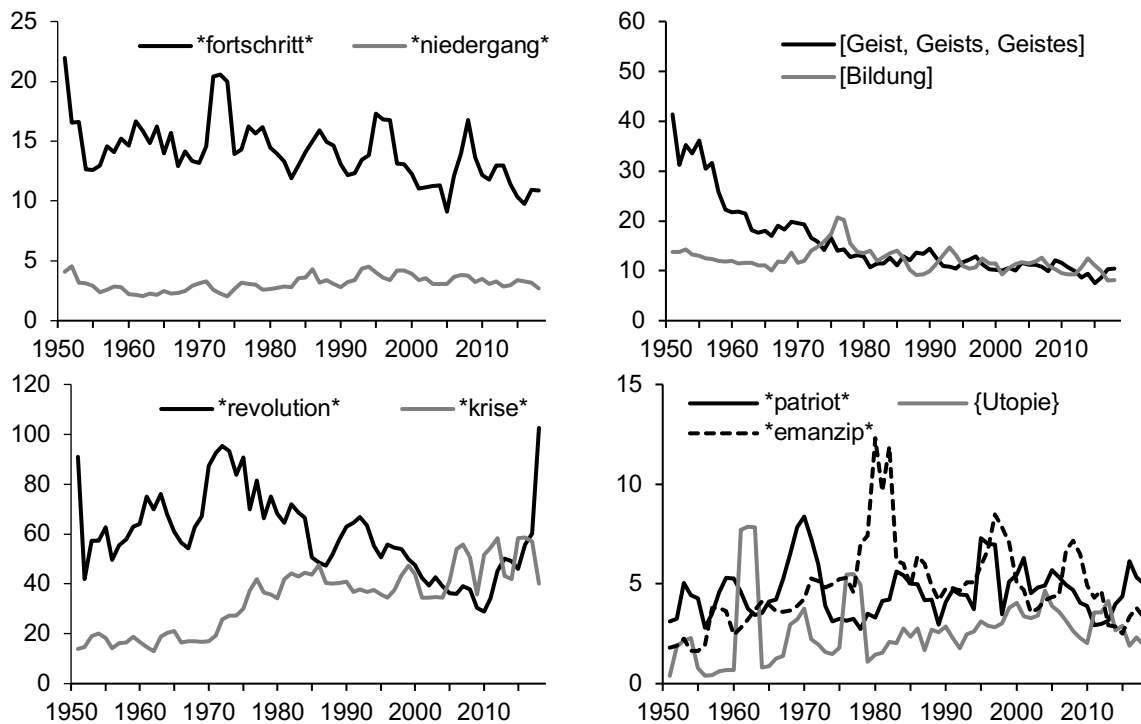 25
20
15
10
5
0
*fortschritt* *niedergang*
1950 1960 1970 1980 1990 2000 2010
60
50
40
30
20
10
0
[Geist, Geists, Geistes]
[Bildung]
1950 1960 1970 1980 1990 2000 2010
120
100
80
60
40
20
0
*revolution* *krise*
1950 1960 1970 1980 1990 2000 2010
15
10
5
0
*patriot* {Utopie}
*emanzip*
1950 1960 1970 1980 1990 2000 2010